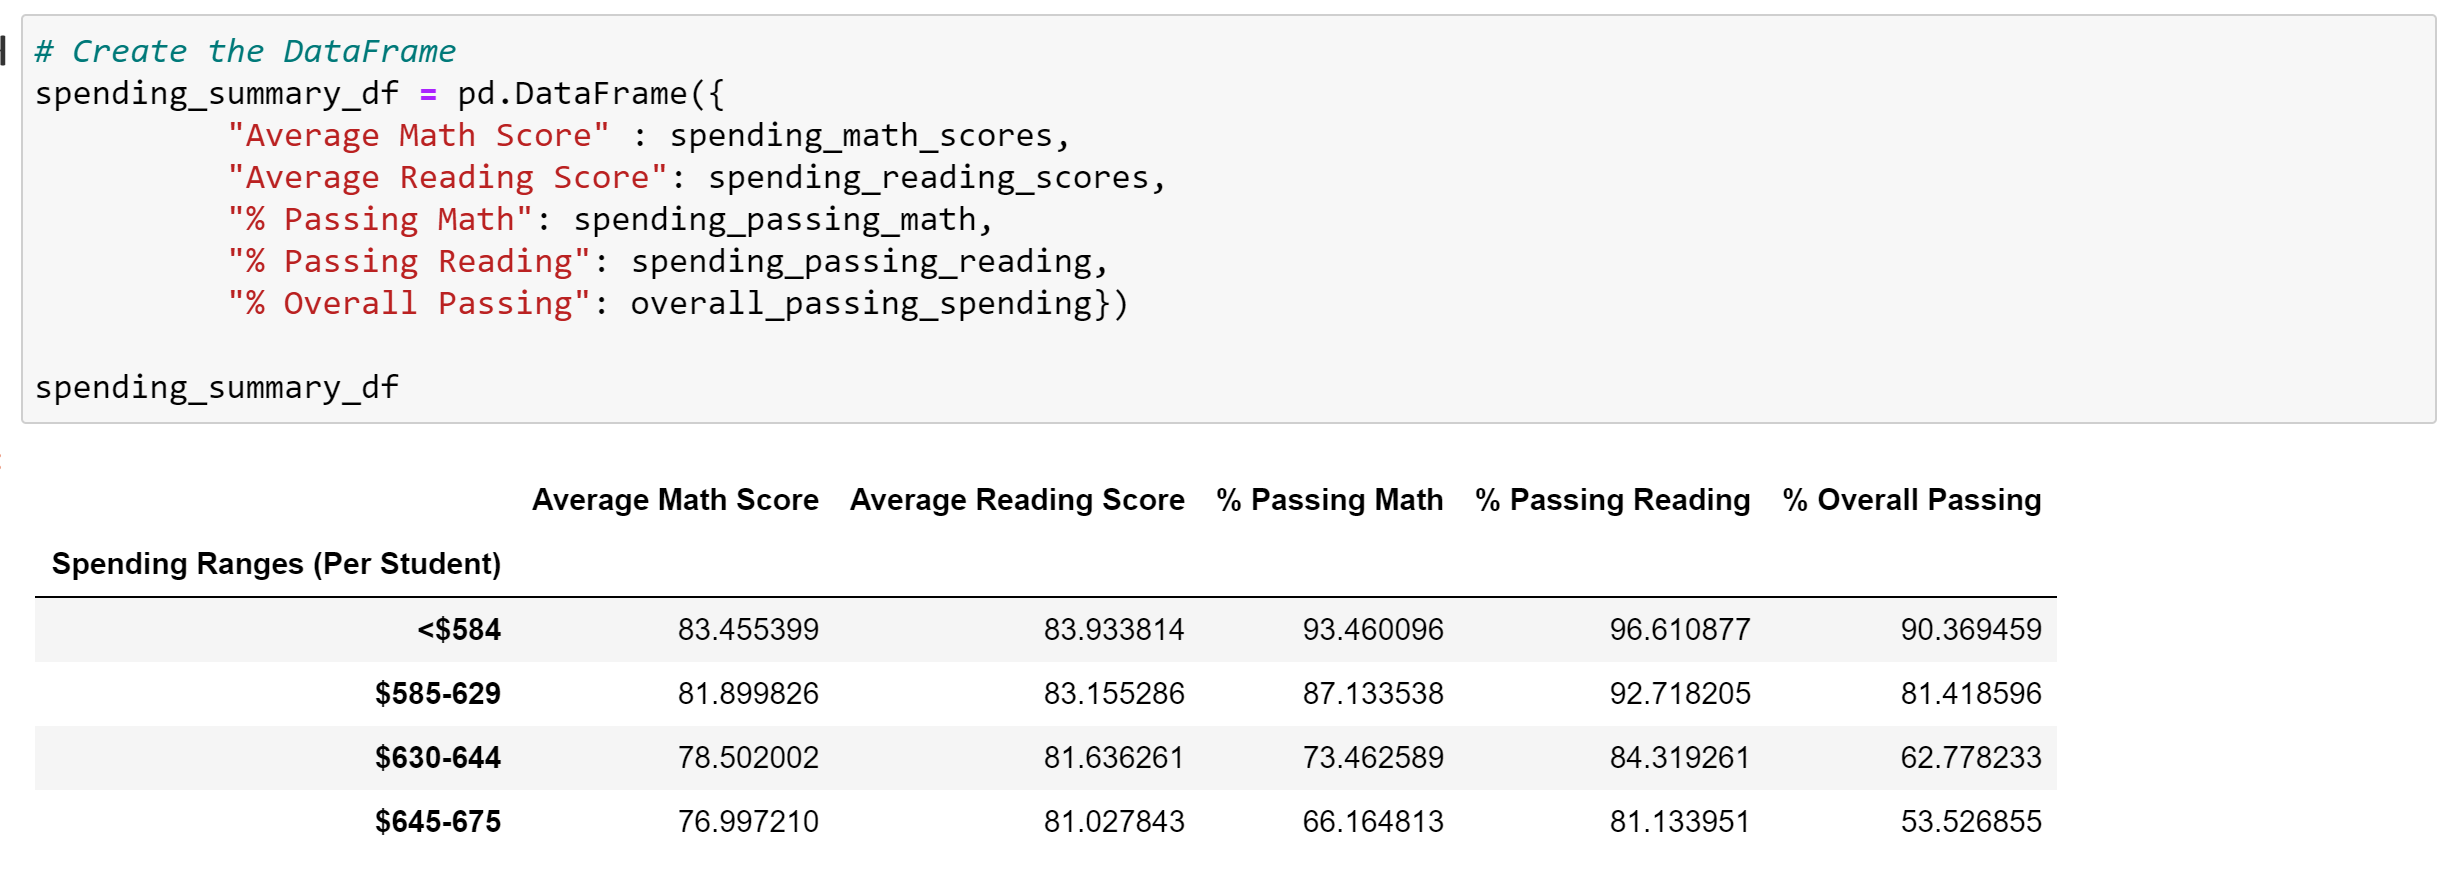 # Create the DataFrame
spending_summary_df = pd.DataFrame({
"Average Math Score" : spending_math_scores,
"Average Reading Score": spending_reading_scores,
"% Passing Math": spending_passing_math,
"% Passing Reading": spending_passing_reading,
"% Overall Passing": overall_passing_spending})
spending_summary_df
Average Math Score Average Reading Score % Passing Math % Passing Reading % Overall Passing
Spending Ranges (Per Student)
<$584 83.455399 83.933814 93.460096 96.610877 90.369459
$585-629 81.899826 83.155286 87.133538 92.718205 81.418596
$630-644 78.502002 81.636261 73.462589 84.319261 62.778233
$645-675 76.997210 81.027843 66.164813 81.133951 53.526855